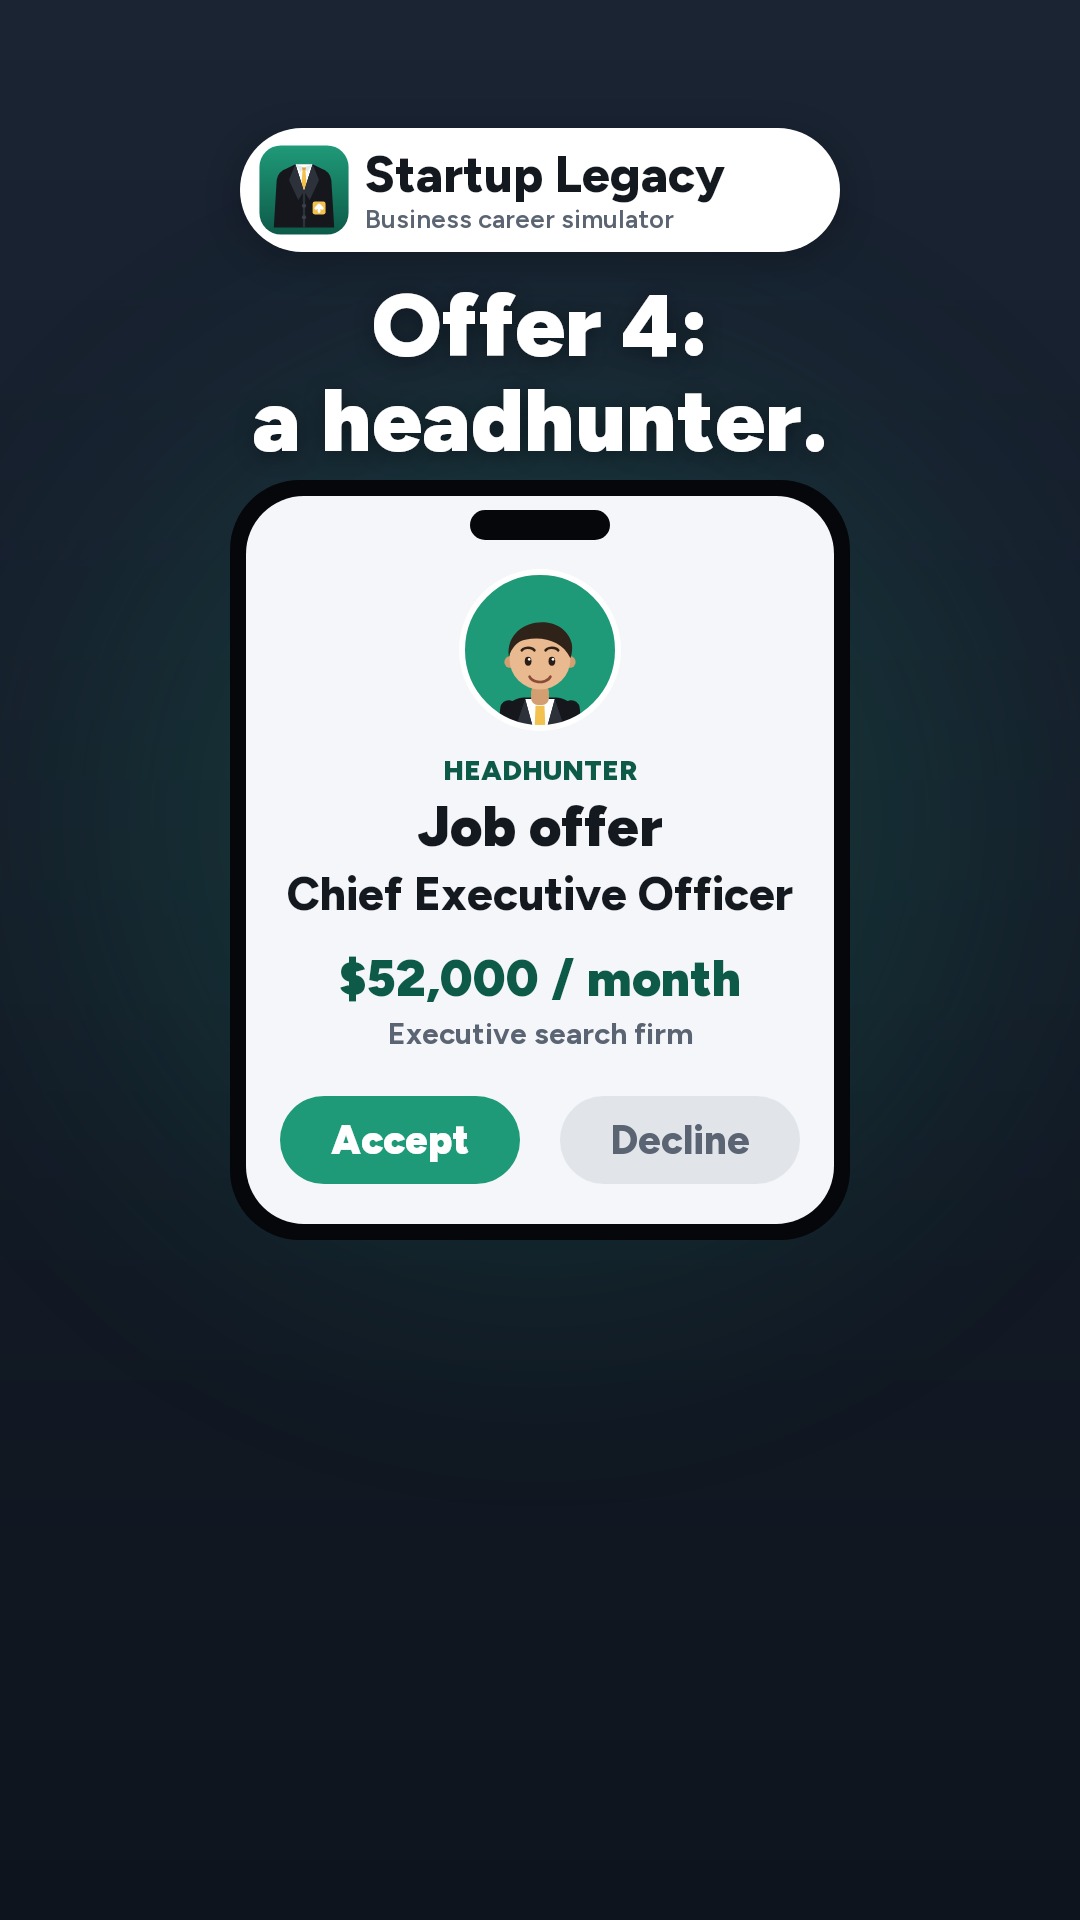 Startup Legacy
Business career simulator
Offer 4:
a headhunter.
HEADHUNTER
Job offer
Chief Executive Officer
$52,000 / month
Executive search firm
Accept
Decline